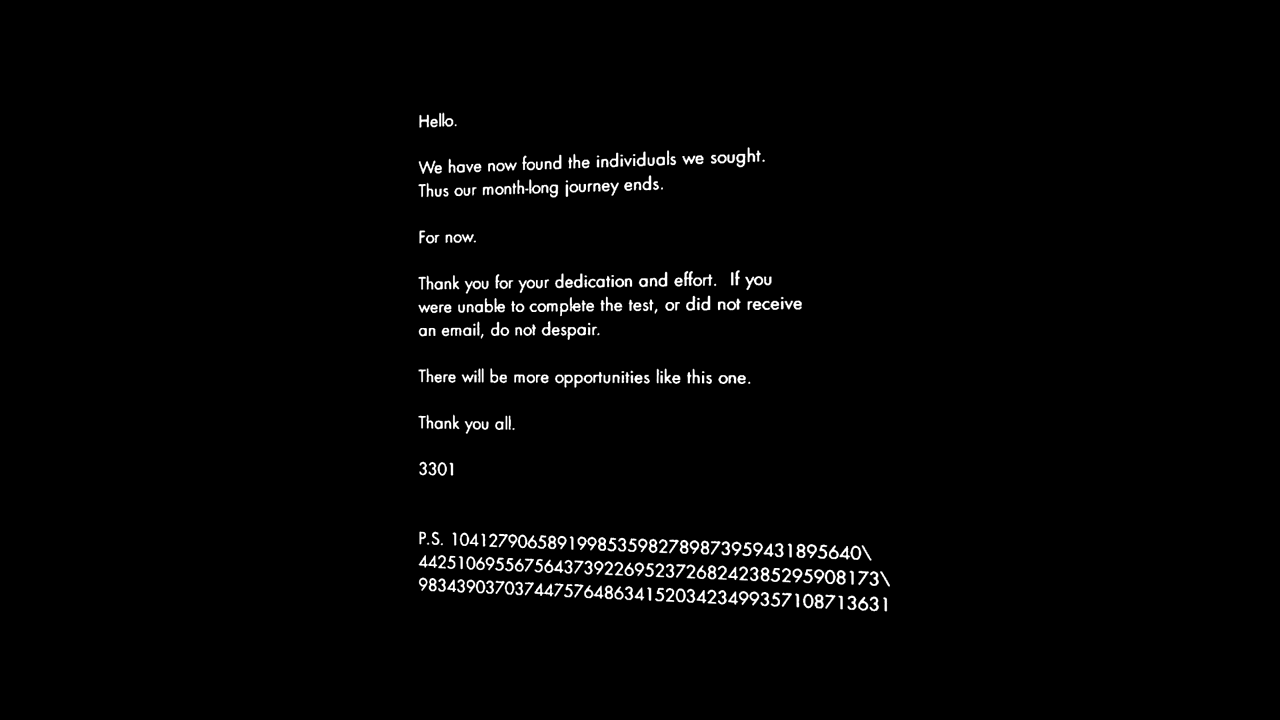 Hello.
We have now found the individuals we sought.
Thus our month-long journey ends.
For now.
Thank you for your dedication and effort.  If you
were unable to complete the test, or did not receive
an email, do not despair.
There will be more opportunities like this one.
Thank you all.
3301
P.S. 10412790658919985359827898739594318956404\
4425106955675643739226952372682423852959081739\
9834390370374475764863415203423499357108713631